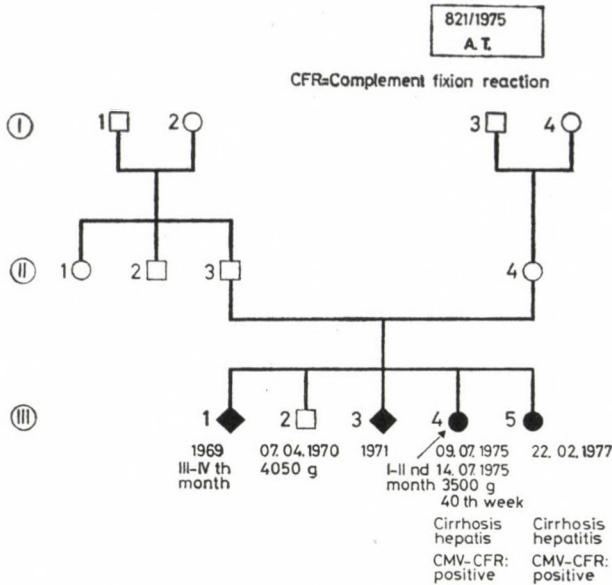 821/1975
A.T.
CFR=Complement fixion reaction
I
1
2
3
4
II
1
2
3
4
III
1
2
3
4
5
1969
III-IV th
month
07.04.1970
4050 g
1971
I-II nd
month
09.07.1975
14.07.1975
3500 g
40 th week
22.02.1977
Cirrhosis
hepatis
CMV-CFR:
positive
Cirrhosis
hepatitis
CMV-CFR:
positive